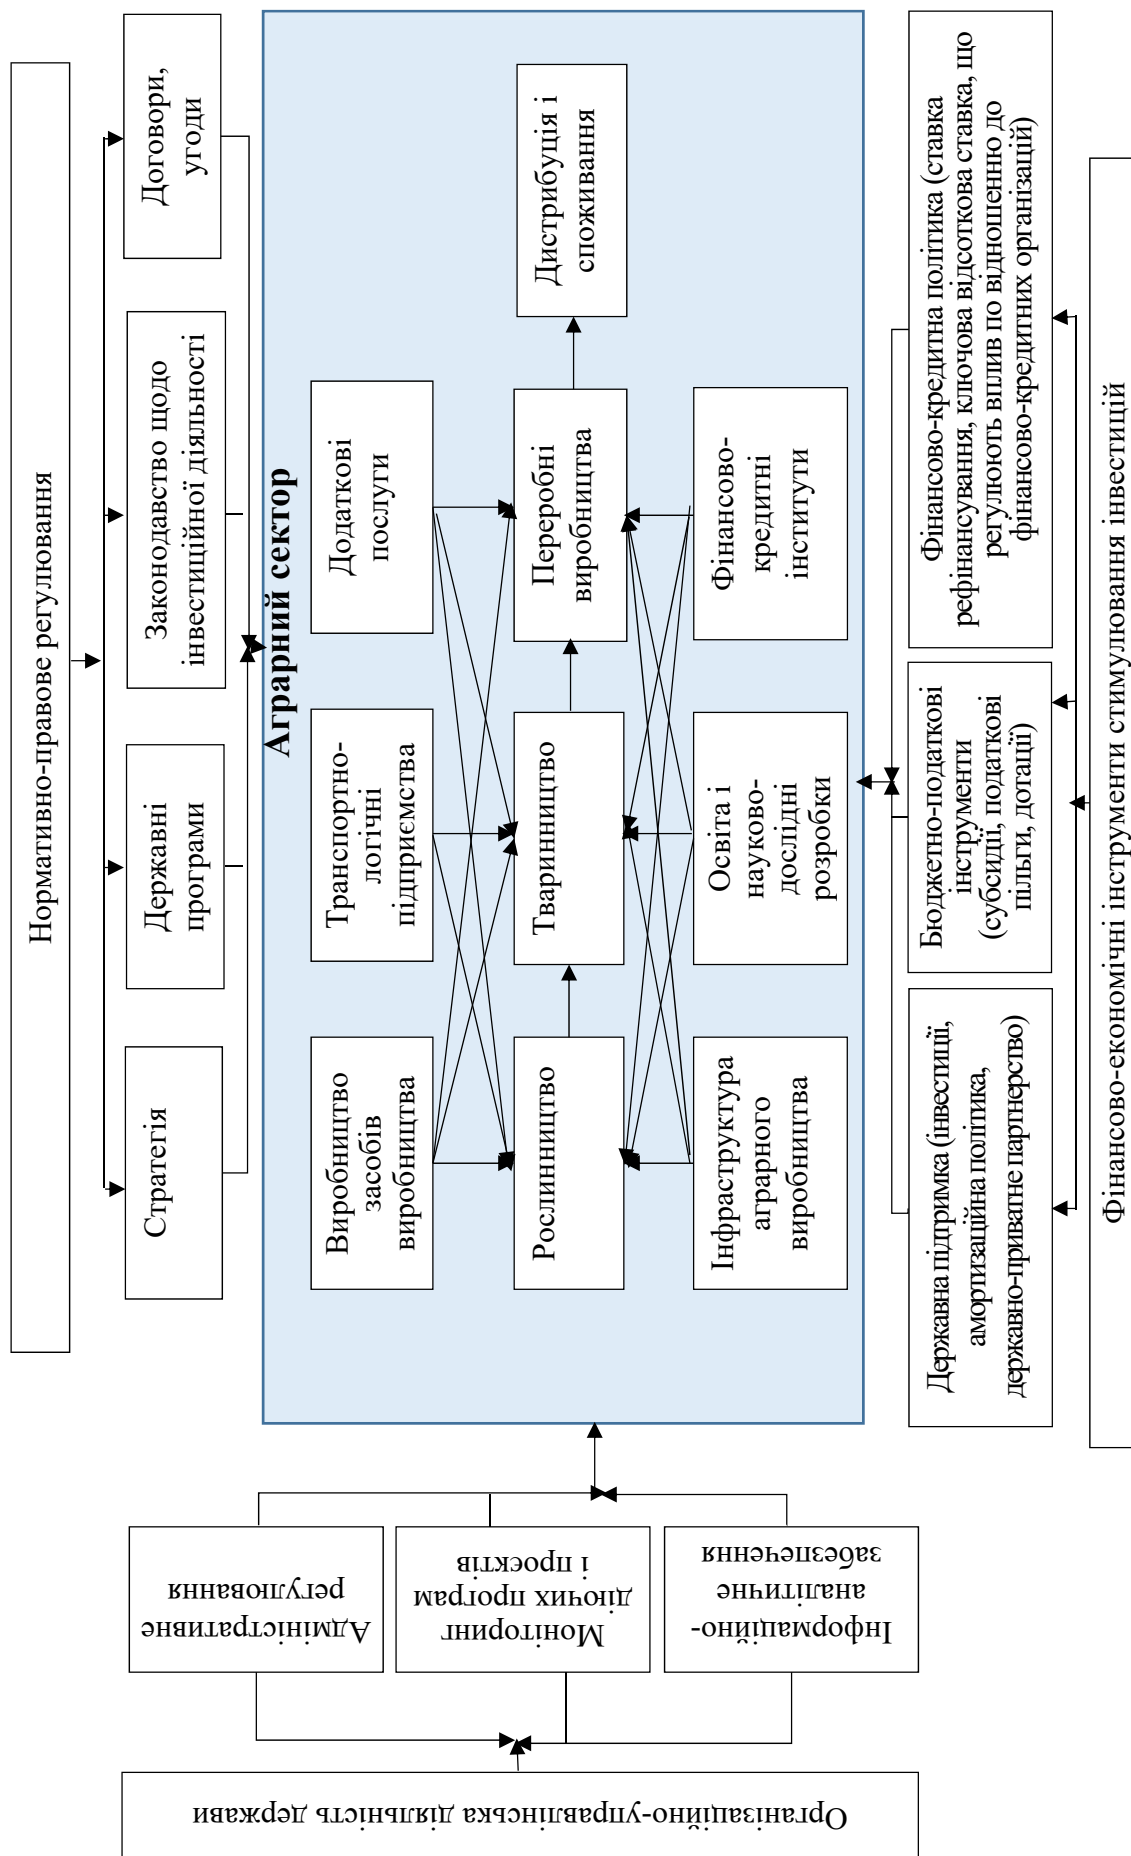 Нормативно-правове регулювання
Стратегія
Державні
програми
Законодавство щодо
інвестиційної діяльності
Договори,
угоди
Аграрний сектор
Виробництво
засобів
виробництва
Транспортно-
логічні
підприємства
Додаткові
послуги
Рослинництво
Тваринництво
Переробні
виробництва
Дистрибуція і
споживання
Інфраструктура
аграрного
виробництва
Освіта і
науково-
дослідні
розробки
Фінансово-
кредитні
інститути
Державна підтримка (інвестиції,
амортизаційна політика,
державно-приватне партнерство)
Бюджетно-податкові
інструменти
(субсидії, податкові
пільги, дотації)
Фінансово-кредитна політика (ставка
рефінансування, ключова відсоткова ставка, що
регулюють вплив по відношенню до
фінансово-кредитних організацій)
Фінансово-економічні інструменти стимулювання інвестицій
Організаційно-управлінська діяльність держави
Адміністративне
регулювання
Моніторинг
діючих програм
і проєктів
Інформаційно-
аналітичне
забезпечення